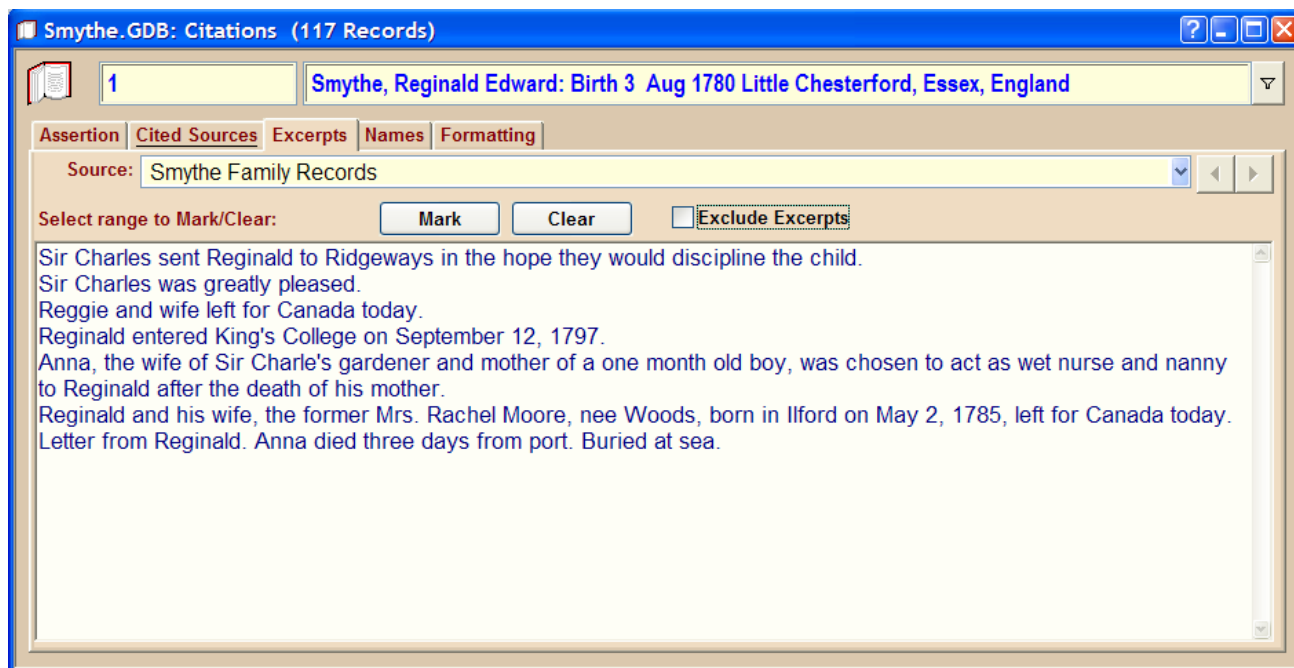 Smythe.GDB: Citations (117 Records)
1
Smythe, Reginald Edward: Birth 3 Aug 1780 Little Chesterford, Essex, England
Assertion Cited Sources Excerpts Names Formatting
Source: Smythe Family Records
Select range to Mark/Clear: Mark Clear Exclude Excerpts
Sir Charles sent Reginald to Ridgeways in the hope they would discipline the child.
Sir Charles was greatly pleased.
Reggie and wife left for Canada today.
Reginald entered King's College on September 12, 1797.
Anna, the wife of Sir Charle's gardener and mother of a one month old boy, was chosen to act as wet nurse and nanny
to Reginald after the death of his mother.
Reginald and his wife, the former Mrs. Rachel Moore, nee Woods, born in Ilford on May 2, 1785, left for Canada today.
Letter from Reginald. Anna died three days from port. Buried at sea.